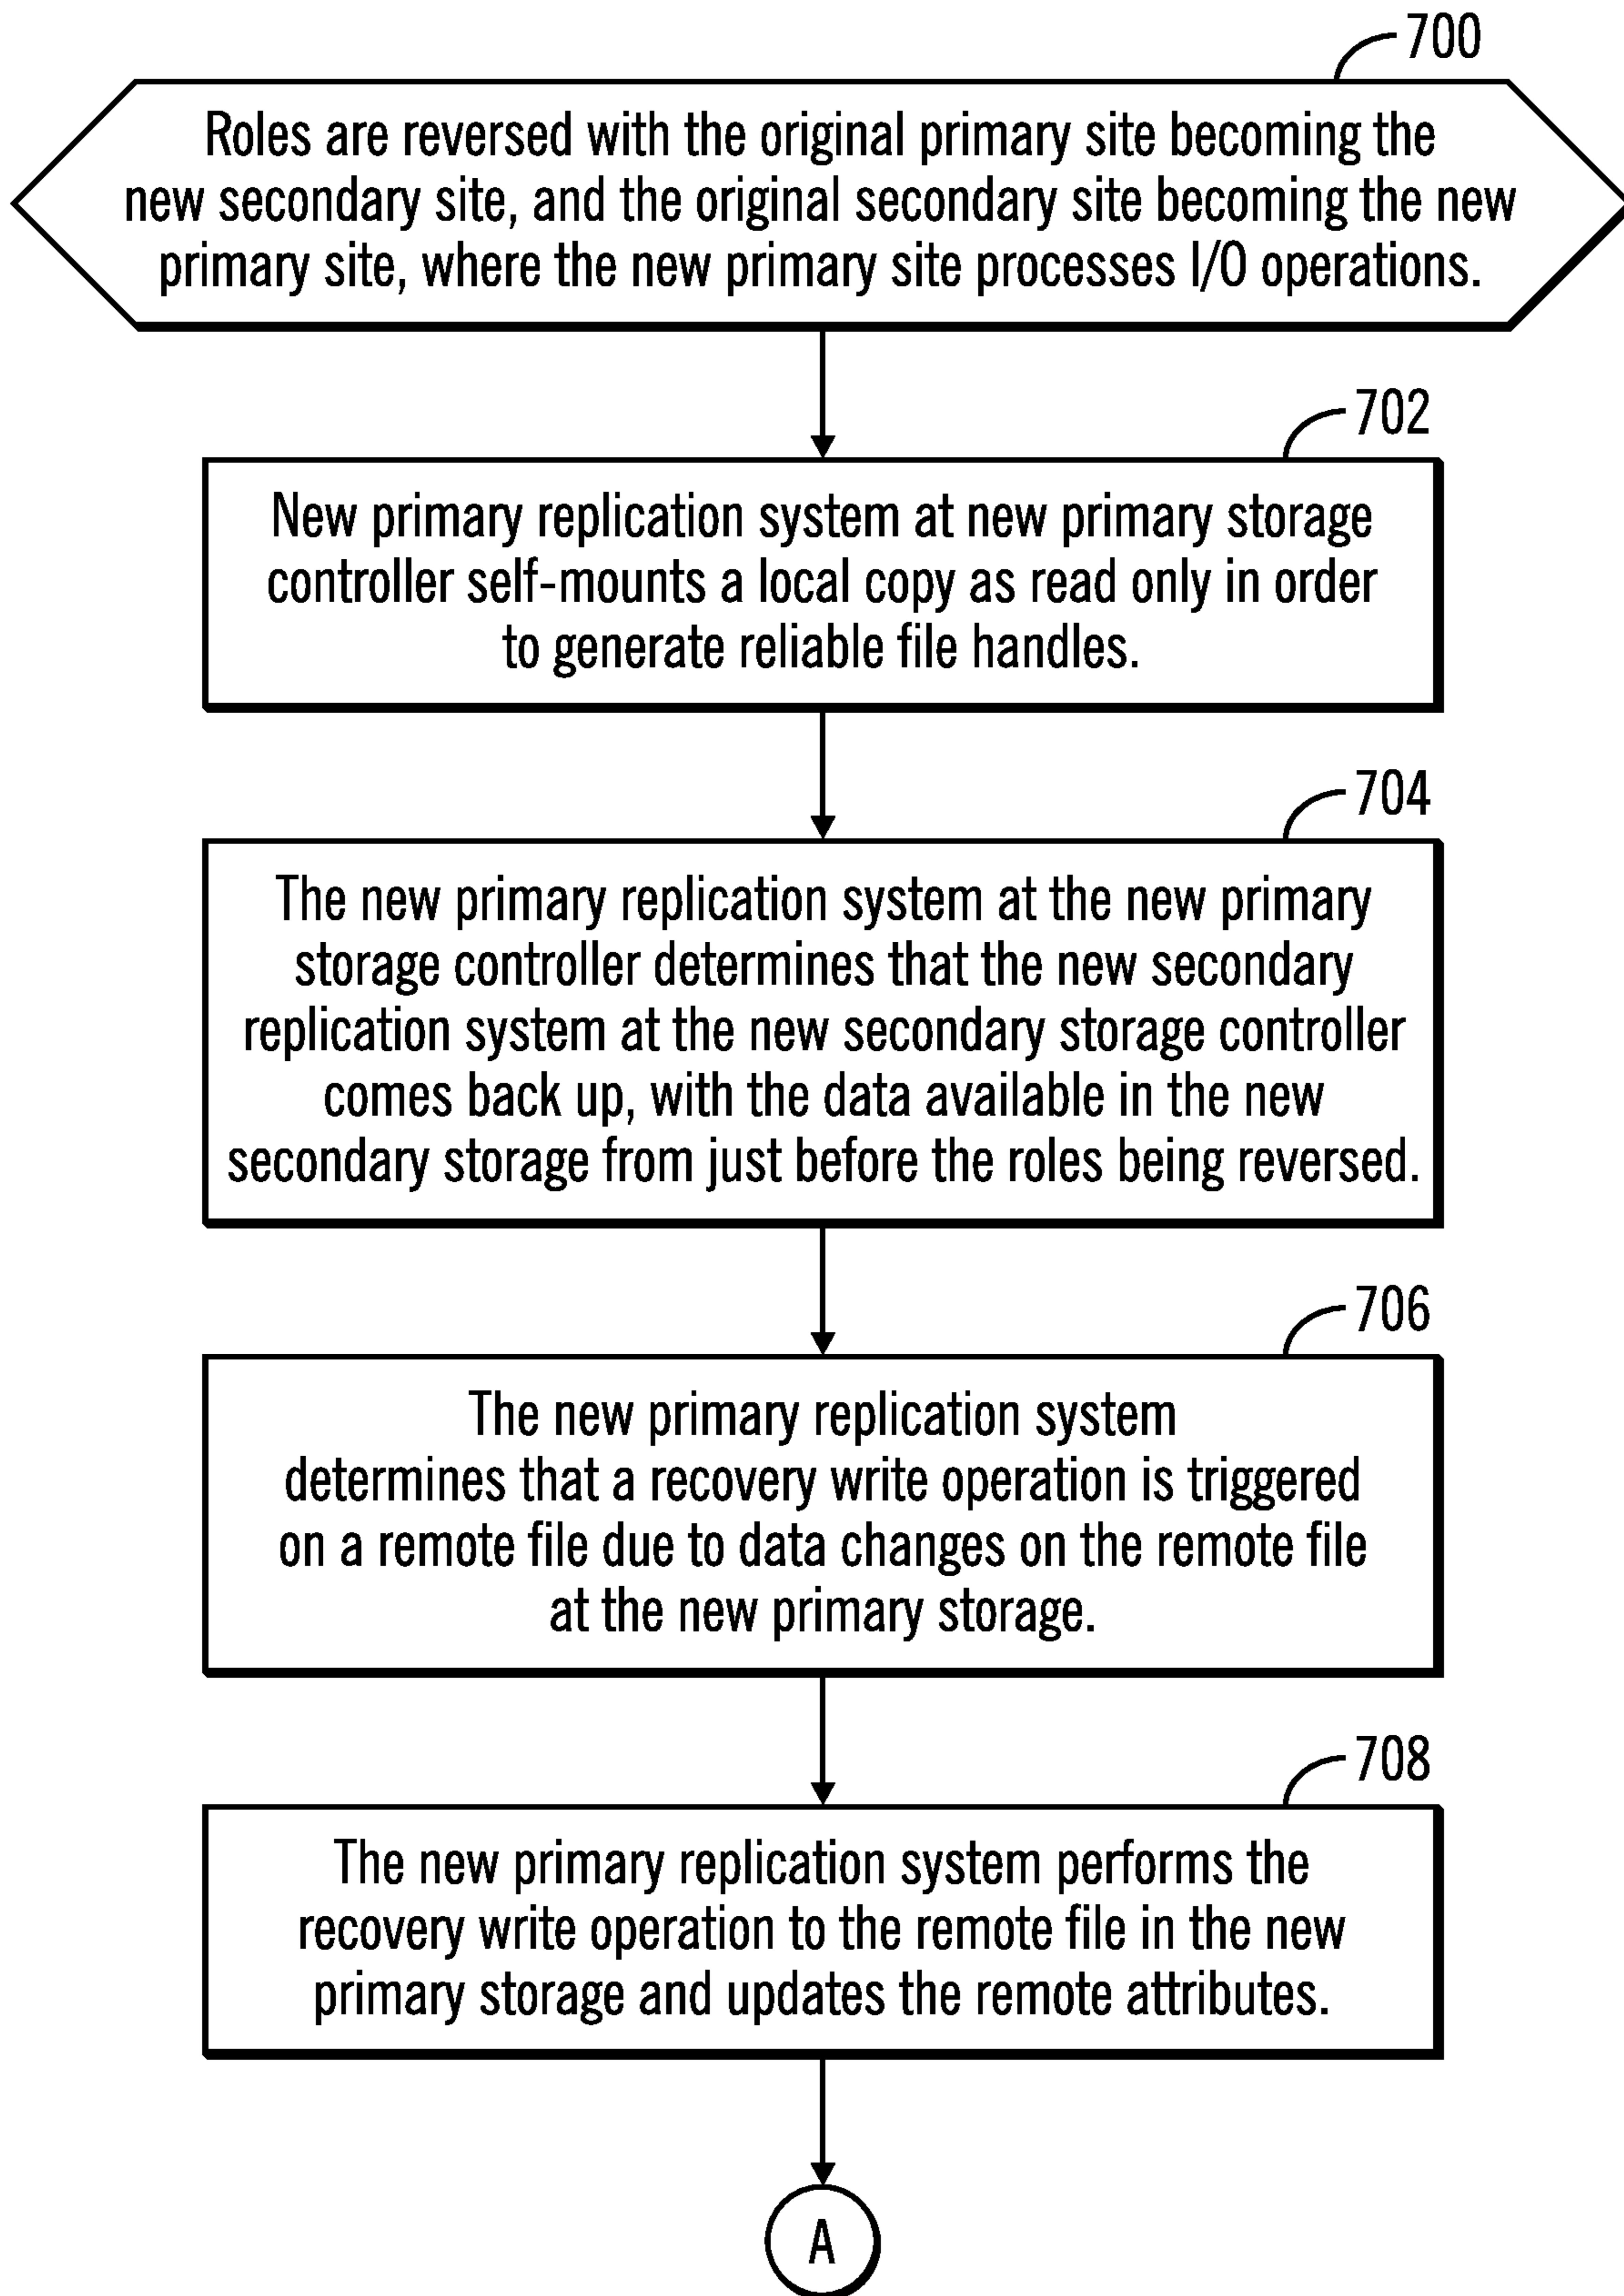 700
Roles are reversed with the original primary site becoming the
new secondary site, and the original secondary site becoming the new
primary site, where the new primary site processes I/O operations.
702
New primary replication system at new primary storage
controller self-mounts a local copy as read only in order
to generate reliable file handles.
704
The new primary replication system at the new primary
storage controller determines that the new secondary
replication system at the new secondary storage controller
comes back up, with the data available in the new
secondary storage from just before the roles being reversed.
706
The new primary replication system
determines that a recovery write operation is triggered
on a remote file due to data changes on the remote file
at the new primary storage.
708
The new primary replication system performs the
recovery write operation to the remote file in the new
primary storage and updates the remote attributes.
A